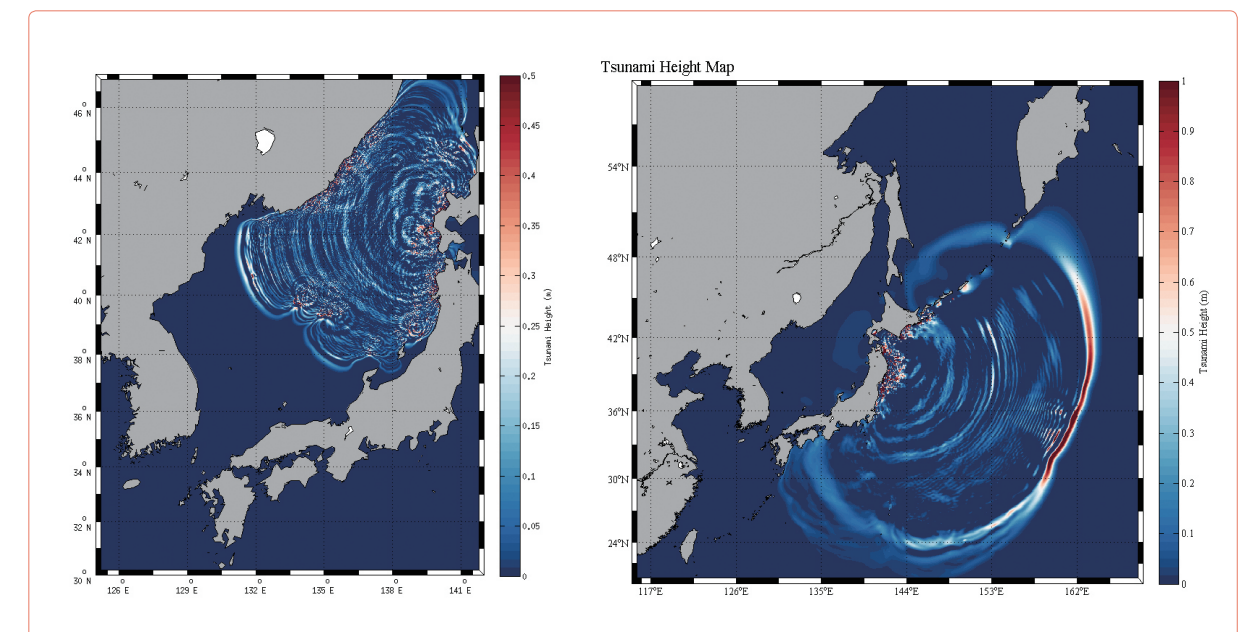 Tsunami Height Map
0.5
0.45
0.4
0.35
0.3
0.25
0.2
0.15
0.1
0.05
0
Tsunami Height (m)
46 °N
44 °N
42 °N
40 °N
38 °N
36 °N
34 °N
32 °N
30 °N
126 °E
129 °E
132 °E
135 °E
138 °E
141 °E
54°N
48°N
42°N
36°N
30°N
24°N
117°E
126°E
135°E
144°E
153°E
162°E
1
0.9
0.8
0.7
0.6
0.5
0.4
0.3
0.2
0.1
0
Tsunami Height (m)